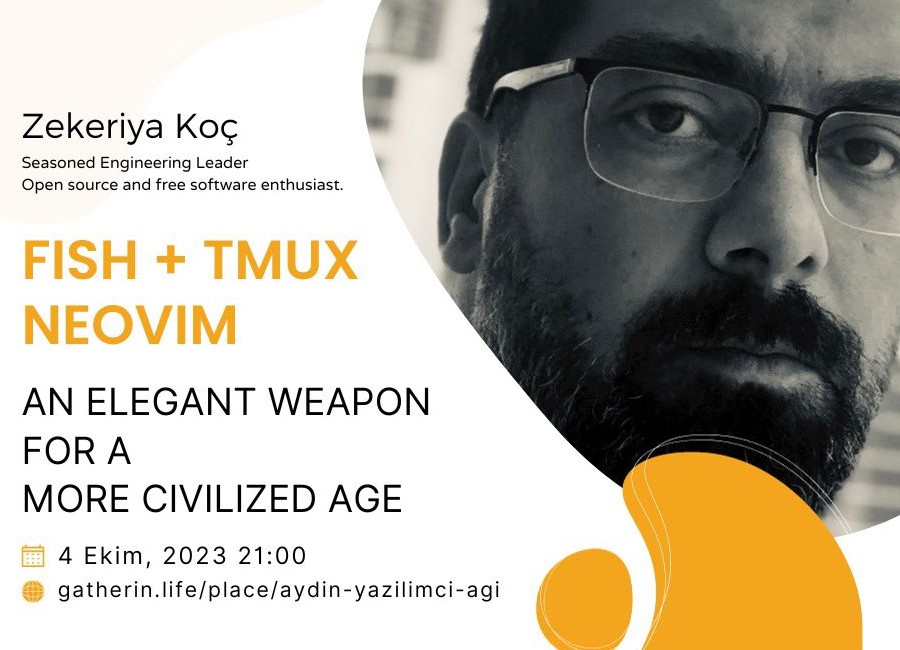 Zekeriya Koç
Seasoned Engineering Leader
Open source and free software enthusiast.
FISH + TMUX
NEOVIM
AN ELEGANT WEAPON
FOR A
MORE CIVILIZED AGE
4 Ekim, 2023 21:00
gatherin.life/place/aydin-yazilimci-agi